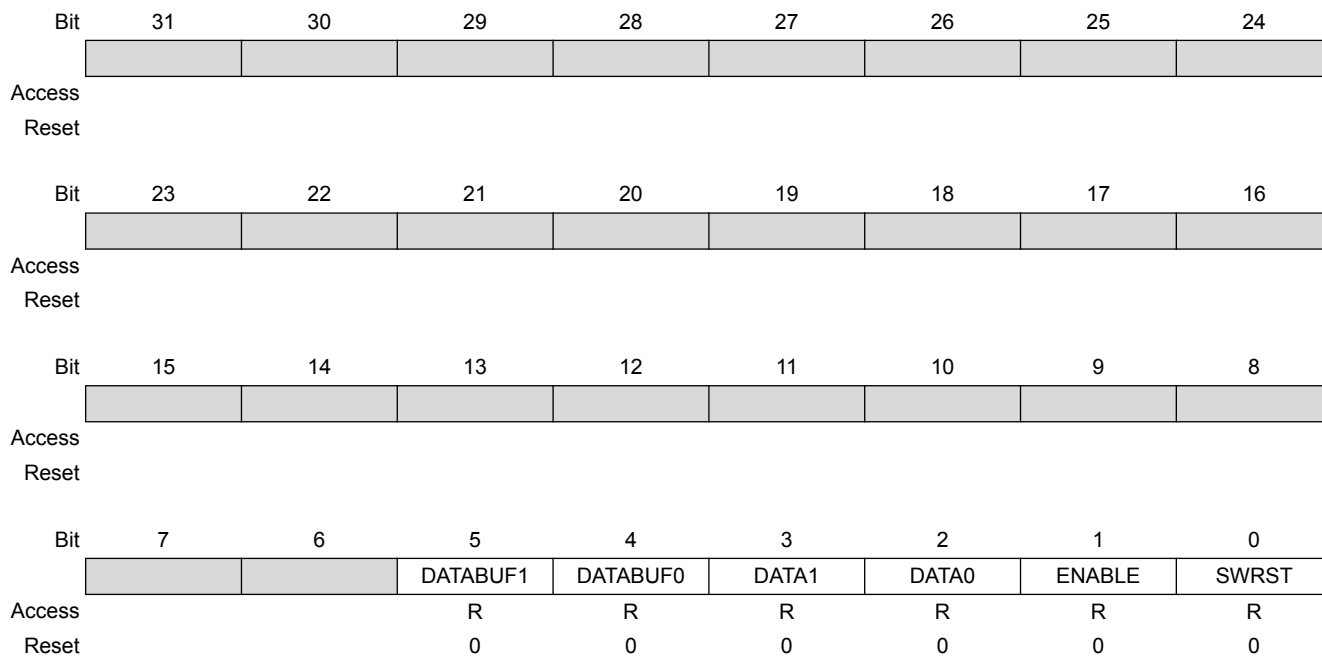 Bit 31 30 29 28 27 26 25 24
Access
Reset
Bit 23 22 21 20 19 18 17 16
Access
Reset
Bit 15 14 13 12 11 10 9 8
Access
Reset
Bit 7 6 5 4 3 2 1 0
DATABUF1 DATABUF0 DATA1 DATA0 ENABLE SWRST
Access R R R R R R
Reset 0 0 0 0 0 0